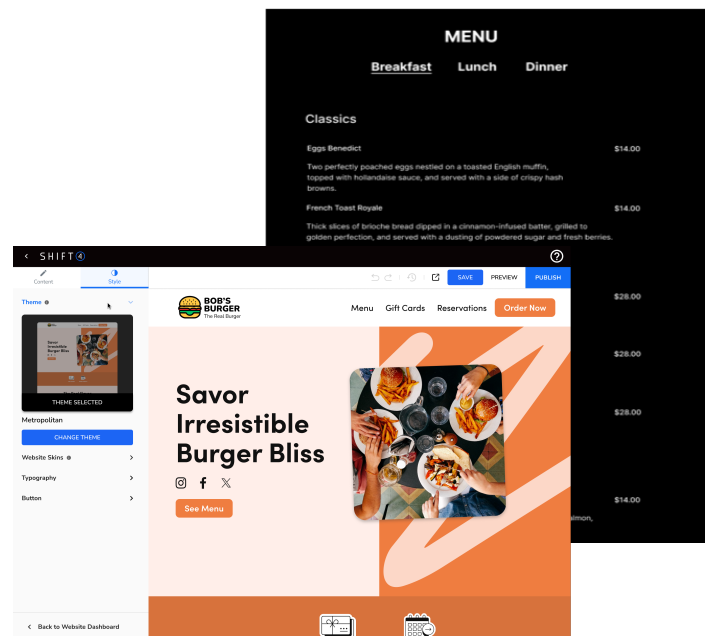 MENU
Breakfast Lunch Dinner
Classics
Eggs Benedict $14.00
Two perfectly poached eggs nestled on a toasted English muffin,
topped with hollandaise sauce, and served with a side of crispy hash
browns.
French Toast Royale $14.00
Thick slices of brioche bread dipped in a cinnamon-infused batter, grilled to
golden perfection, and served with a dusting of powdered sugar and fresh berries.
$28.00
$28.00
$28.00
$14.00
almon,
SHIFT4
Content
Style
SAVE
PREVIEW
PUBLISH
Theme
THEME SELECTED
Metropolitan
CHANGE THEME
Website Skins
Typography
Button
Back to Website Dashboard
BOB'S
BURGER
The Real Burger
Menu Gift Cards Reservations Order Now
Savor
Irresistible
Burger Bliss
See Menu
Savor
Irresistible
Burger Bliss